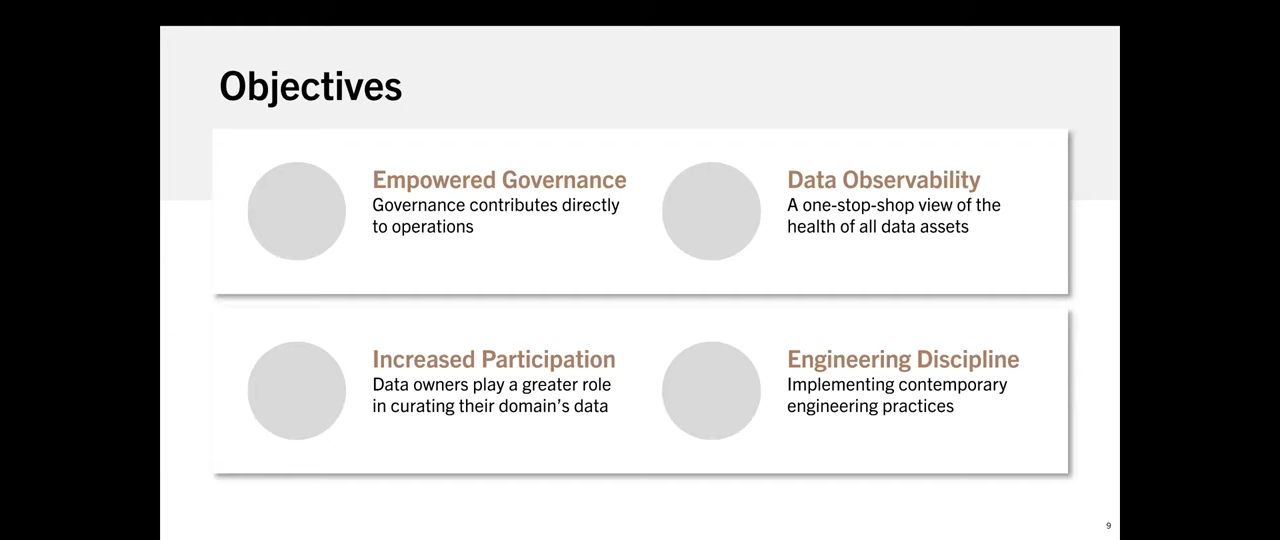 Objectives
Empowered Governance
Governance contributes directly
to operations
Data Observability
A one-stop-shop view of the
health of all data assets
Increased Participation
Data owners play a greater role
in curating their domain’s data
Engineering Discipline
Implementing contemporary
engineering practices
9